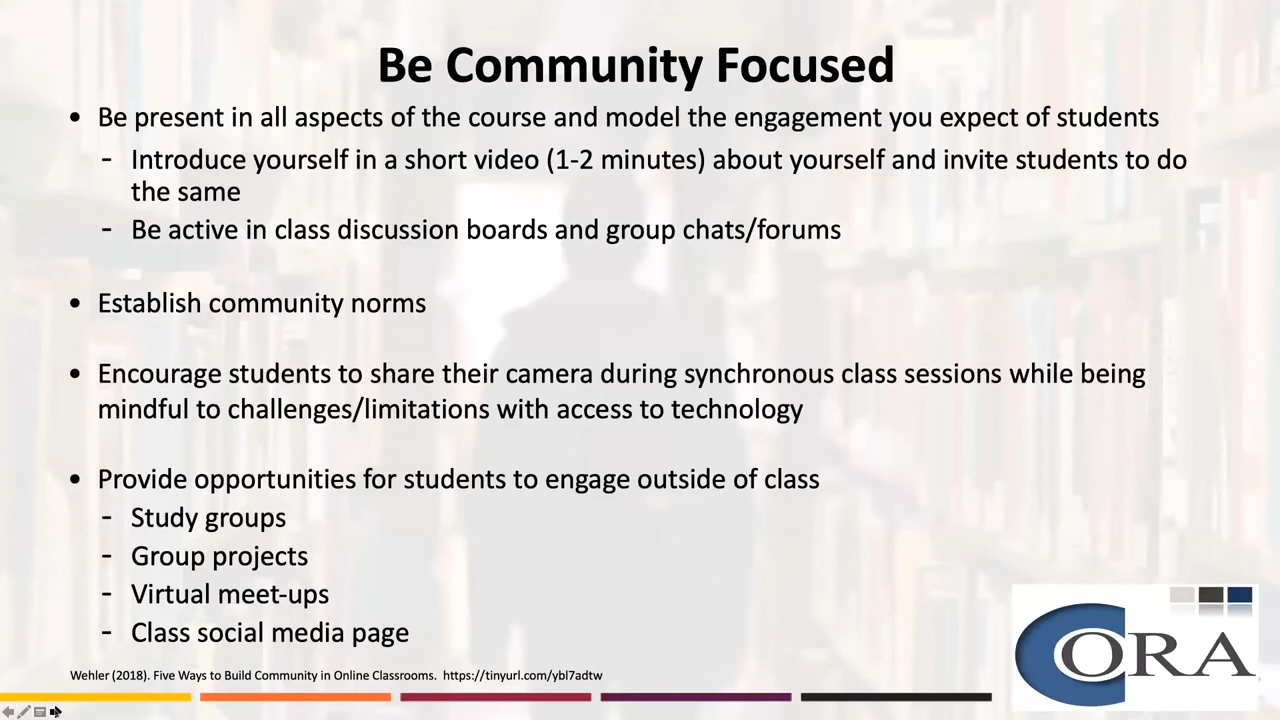 Be Community Focused
• Be present in all aspects of the course and model the engagement you expect of students
- Introduce yourself in a short video (1-2 minutes) about yourself and invite students to do
the same
- Be active in class discussion boards and group chats/forums
• Establish community norms
• Encourage students to share their camera during synchronous class sessions while being
mindful to challenges/limitations with access to technology
• Provide opportunities for students to engage outside of class
- Study groups
- Group projects
- Virtual meet-ups
- Class social media page
CORA
Wehler (2018). Five Ways to Build Community in Online Classrooms. https://tinyurl.com/ybl7adtw